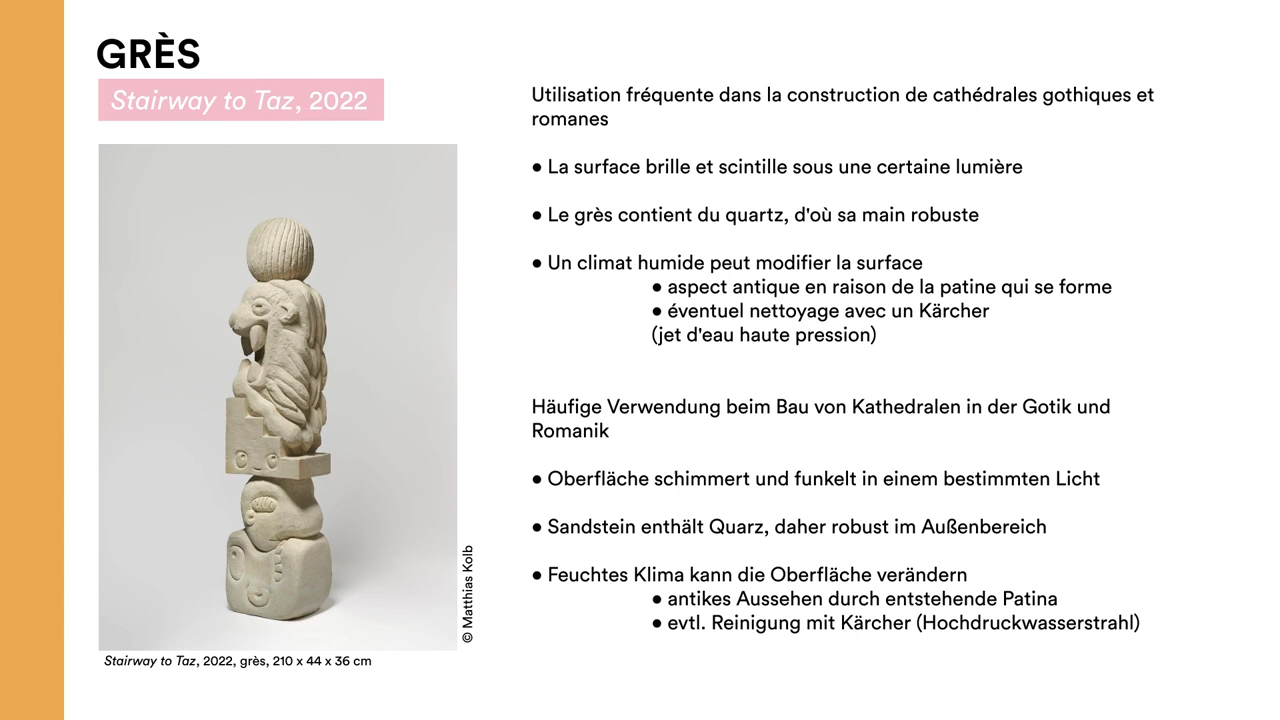 GRÈS
Stairway to Taz, 2022
Utilisation fréquente dans la construction de cathédrales gothiques et
romanes
● La surface brille et scintille sous une certaine lumière
● Le grès contient du quartz, d'où sa main robuste
● Un climat humide peut modifier la surface
● aspect antique en raison de la patine qui se forme
● éventuel nettoyage avec un Kärcher
(jet d'eau haute pression)
Häufige Verwendung beim Bau von Kathedralen in der Gotik und
Romanik
● Oberfläche schimmert und funkelt in einem bestimmten Licht
● Sandstein enthält Quarz, daher robust im Außenbereich
● Feuchtes Klima kann die Oberfläche verändern
● antikes Aussehen durch entstehende Patina
● evtl. Reinigung mit Kärcher (Hochdruckwasserstrahl)
© Matthias Kolb
Stairway to Taz, 2022, grès, 210 x 44 x 36 cm